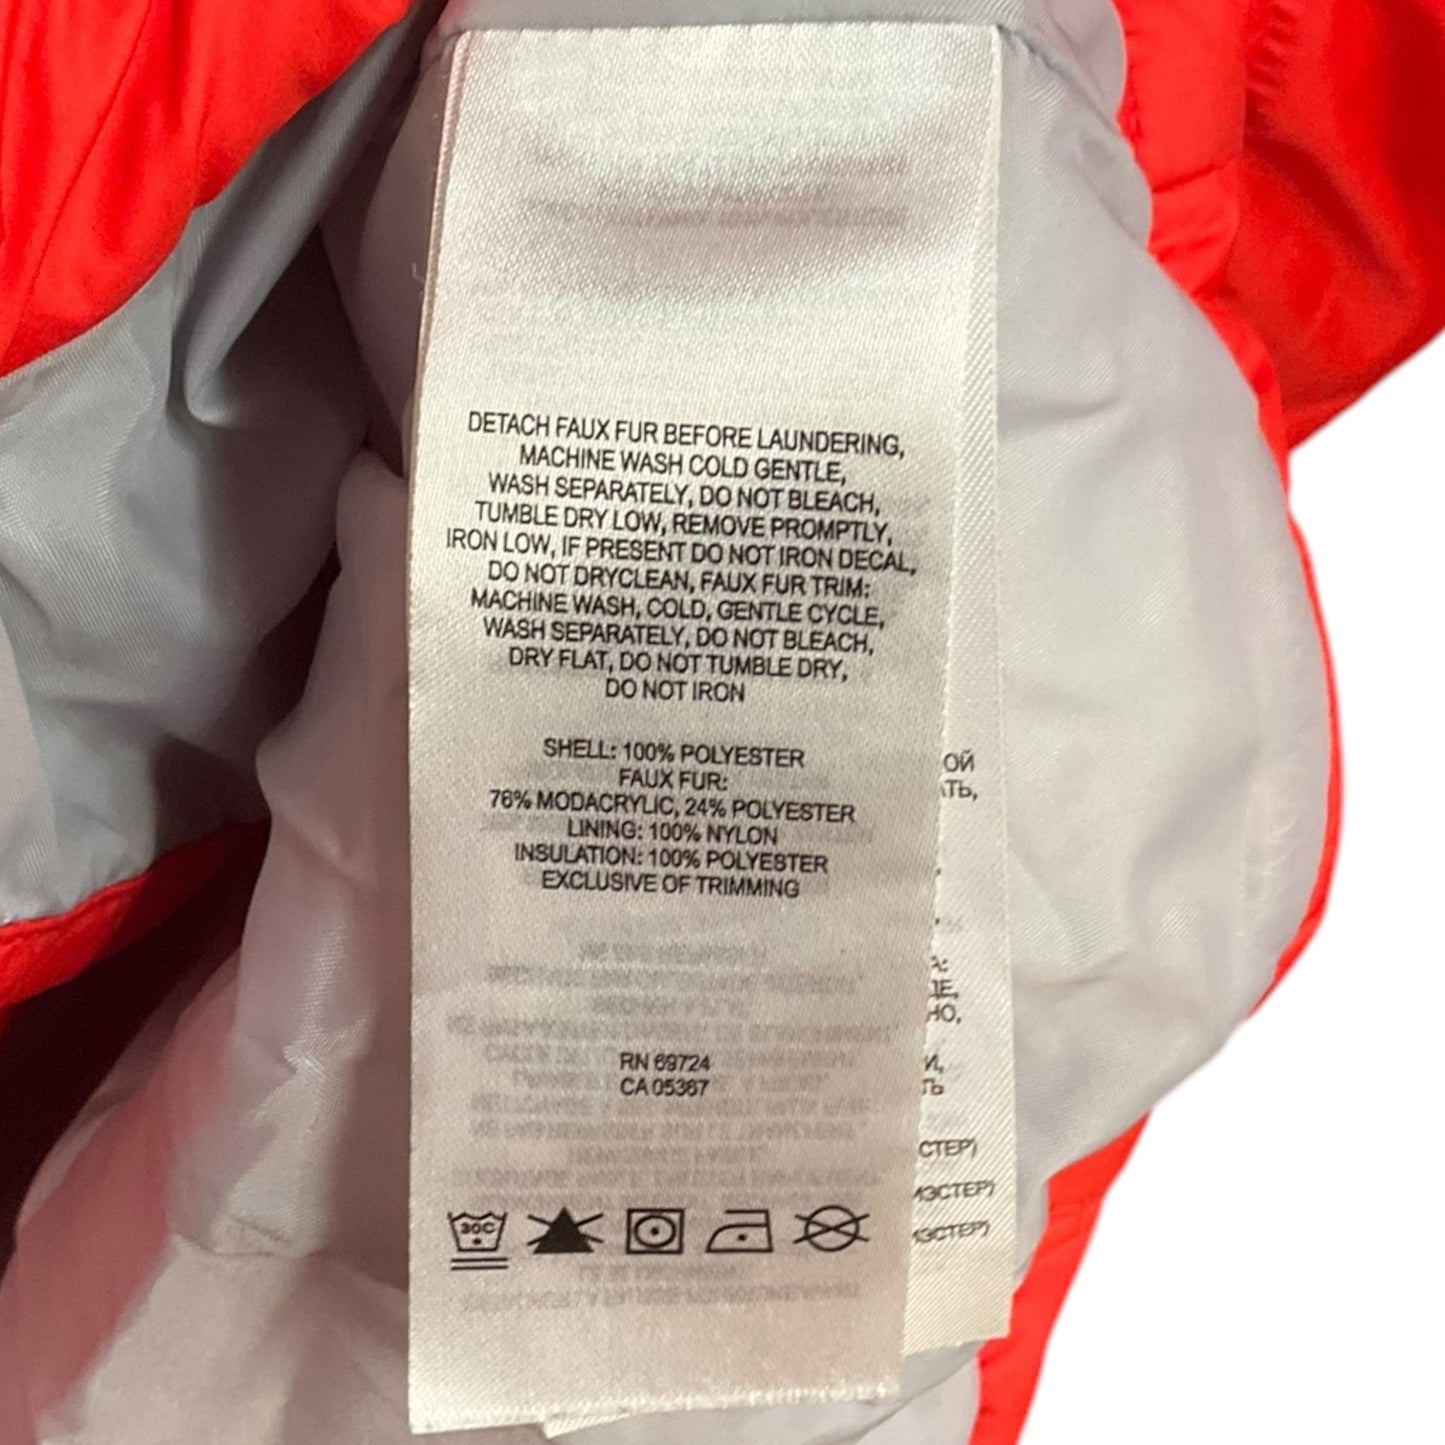 DETACH FAUX FUR BEFORE LAUNDERING,
MACHINE WASH COLD GENTLE,
WASH SEPARATELY, DO NOT BLEACH,
TUMBLE DRY LOW, REMOVE PROMPTLY,
IRON LOW, IF PRESENT DO NOT IRON DECAL,
DO NOT DRYCLEAN, FAUX FUR TRIM:
MACHINE WASH, COLD, GENTLE CYCLE,
WASH SEPARATELY, DO NOT BLEACH,
DRY FLAT, DO NOT TUMBLE DRY,
DO NOT IRON
SHELL: 100% POLYESTER
FAUX FUR:
76% MODACRYLIC, 24% POLYESTER
LINING: 100% NYLON
INSULATION: 100% POLYESTER
EXCLUSIVE OF TRIMMING
RN 69724
CA 05367
30C